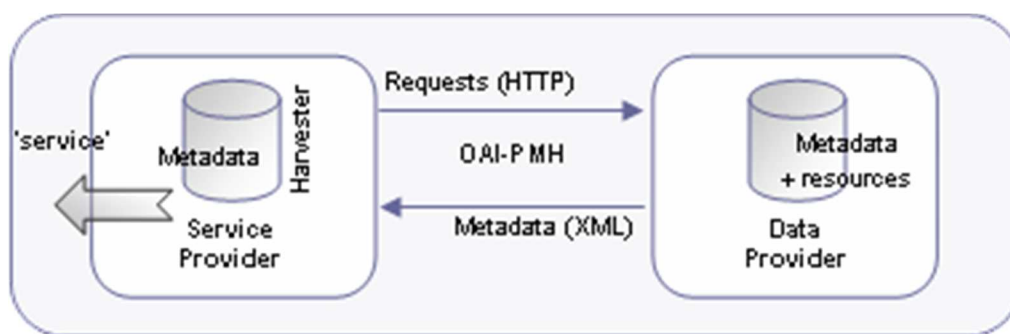 'service'
Metadata
Harvester
Service
Provider
Requests (HTTP)
OAI-PMH
Metadata (XML)
Metadata
+ resources
Data
Provider